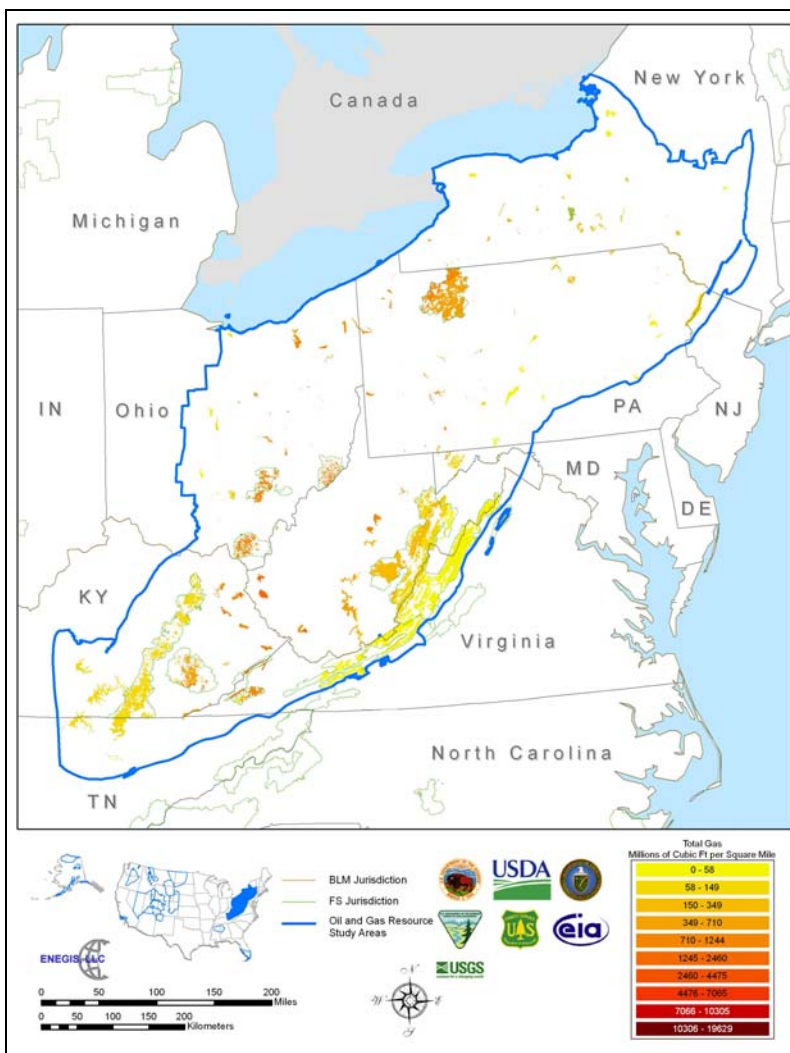 New York
Canada
Michigan
IN
Ohio
PA
NJ
MD
DE
KY
Virginia
North Carolina
TN
BLM Jurisdiction
FS Jurisdiction
Oil and Gas Resource
Study Areas
ENEGIS-LLC
0 50 100 200
Miles
0 50 100 150 200
Kilometers
N
W E
S
USDA
UAS
eia
USGS
Total Gas
Millions of Cubic Ft per Square Mile
0 - 58
58 - 149
150 - 349
349 - 710
710 - 1244
1245 - 2460
2460 - 4475
4476 - 7065
7066 - 10305
10306 - 19629